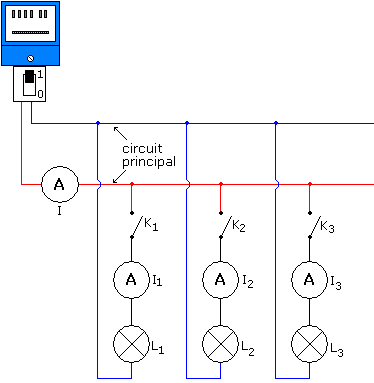 1
0
circuit
principal
A
I
K1 K2 K3
A I1 A I2 A I3
L1 L2 L3